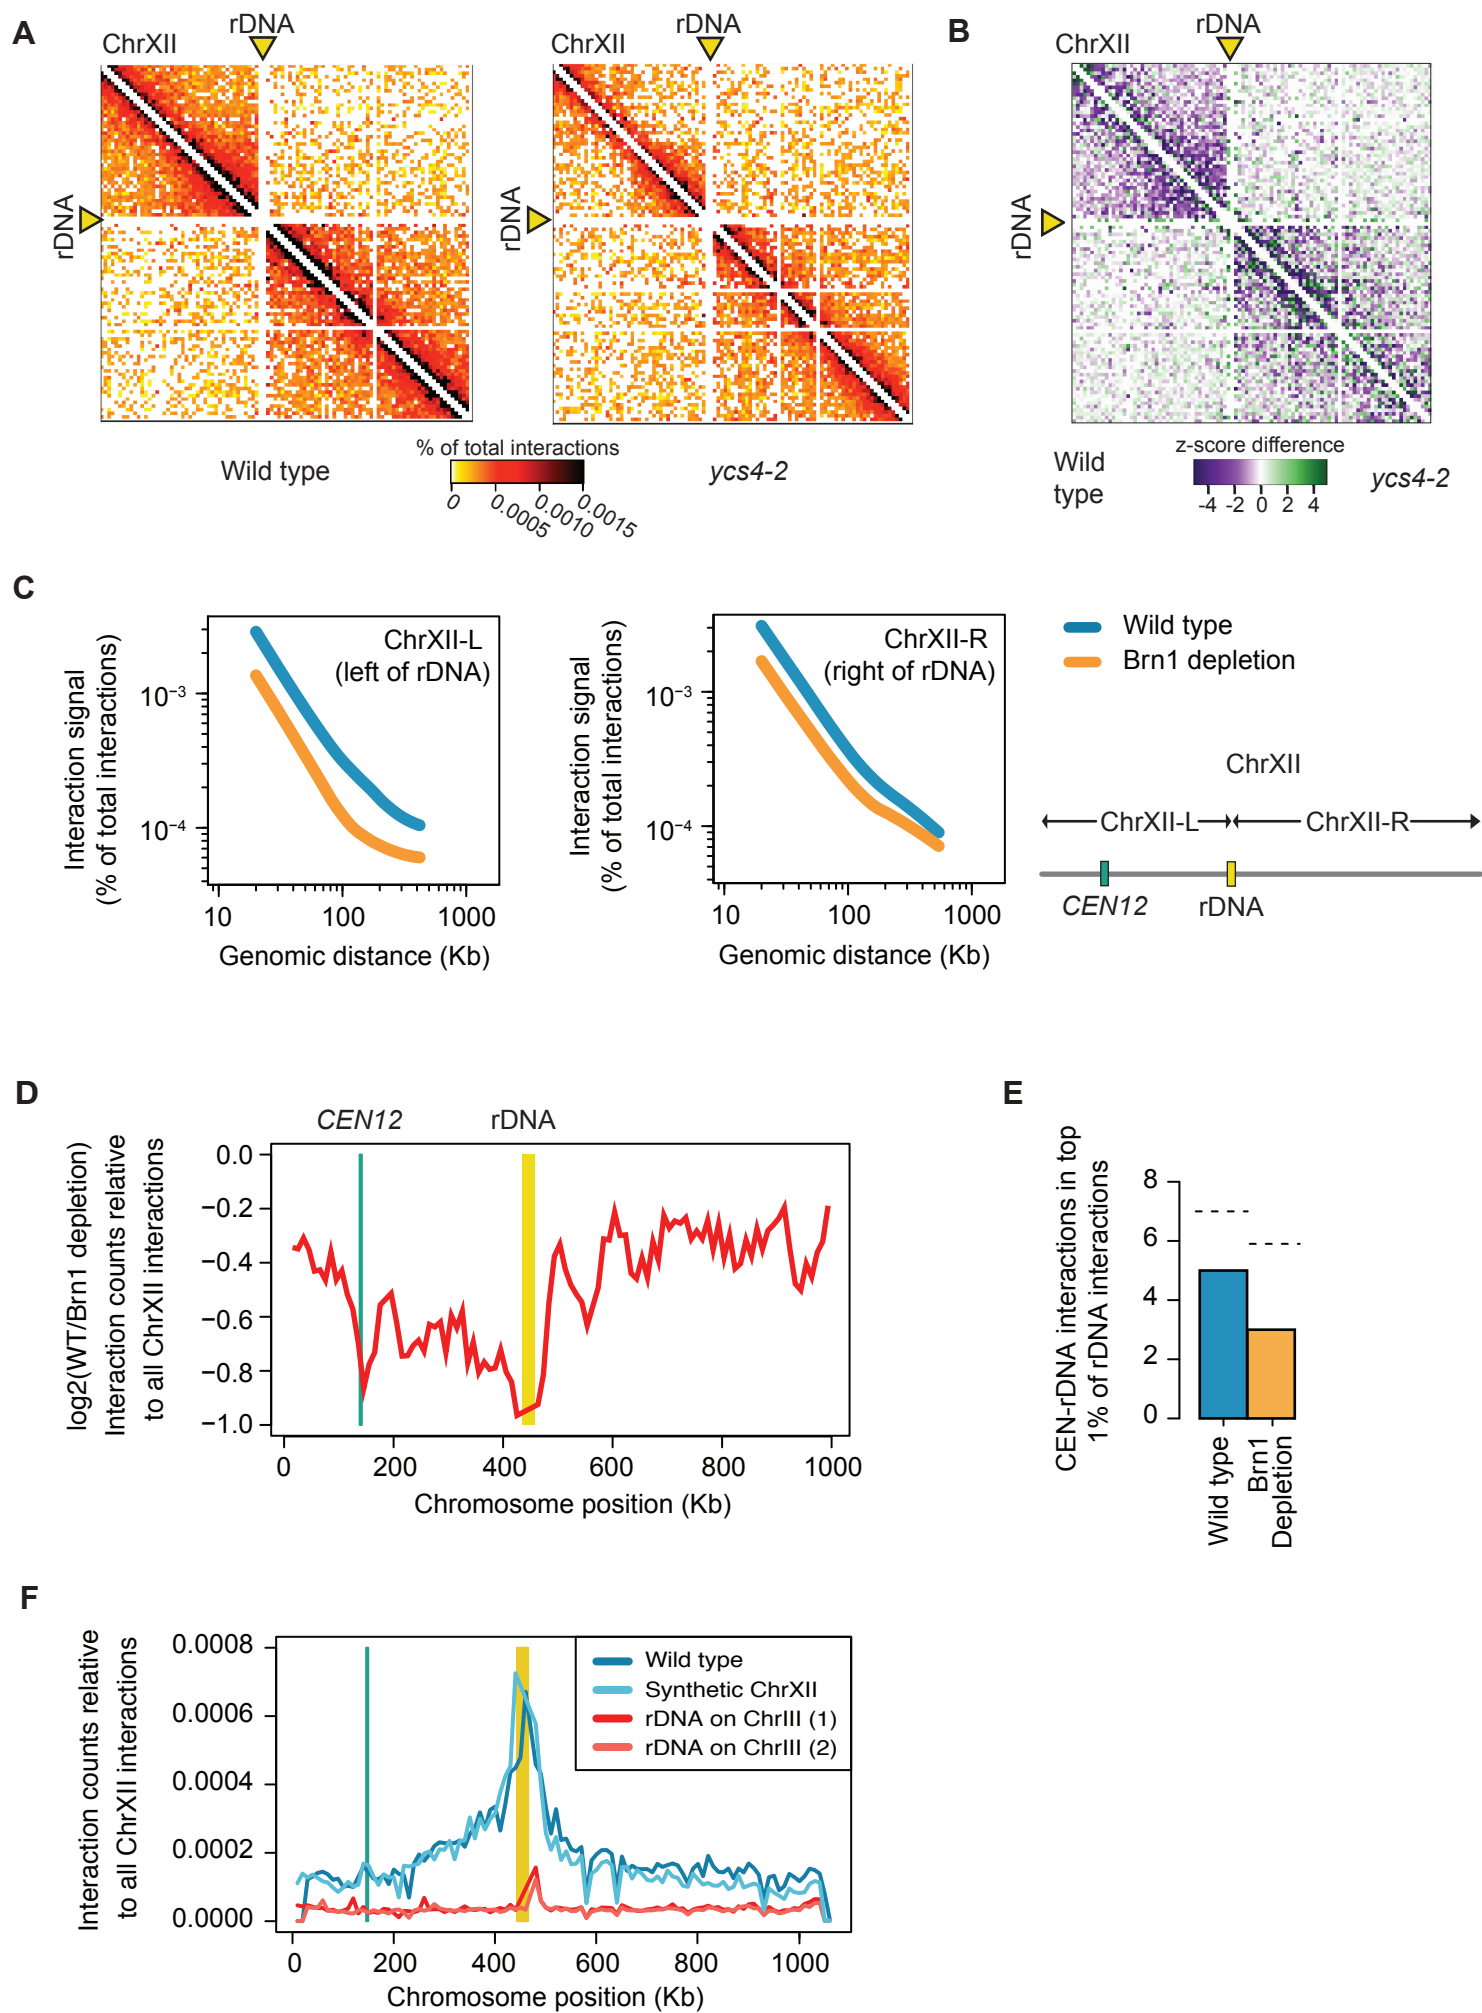 A
ChrXII
rDNA
rDNA
ChrXII
rDNA
rDNA
Wild type
% of total interactions
0
0.0005
0.0010
0.0015
ycs4-2
B
ChrXII
rDNA
rDNA
Wild
type
z-score difference
-4 -2 0 2 4
ycs4-2
C
Interaction signal
(% of total interactions)
10⁻³
10⁻⁴
ChrXII-L
(left of rDNA)
10 100 1000
Genomic distance (Kb)
Interaction signal
(% of total interactions)
10⁻³
10⁻⁴
ChrXII-R
(right of rDNA)
10 100 1000
Genomic distance (Kb)
Wild type
Brn1 depletion
ChrXII
ChrXII-L ChrXII-R
CEN12 rDNA
D
CEN12 rDNA
log2(WT/Brn1 depletion)
Interaction counts relative
to all ChrXII interactions
0.0
−0.2
−0.4
−0.6
−0.8
−1.0
0 200 400 600 800 1000
Chromosome position (Kb)
E
CEN-rDNA interactions in top
1% of rDNA interactions
8
6
4
2
0
Wild type
Brn1
Depletion
F
Interaction counts relative
to all ChrXII interactions
0.0008
0.0006
0.0004
0.0002
0.0000
Wild type
Synthetic ChrXII
rDNA on ChrIII (1)
rDNA on ChrIII (2)
0 200 400 600 800 1000
Chromosome position (Kb)